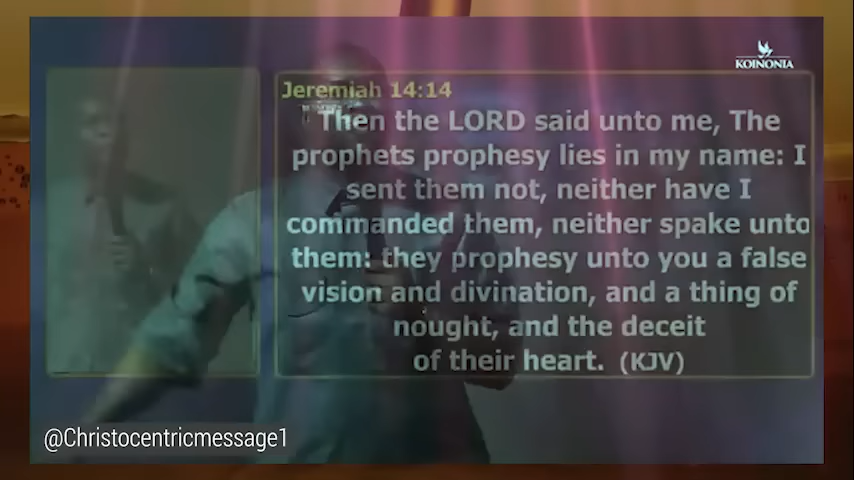 KOINONIA
Jeremiah 14:14
Then the LORD said unto me, The
prophets prophesy lies in my name: I
sent them not, neither have I
commanded them, neither spake unto
them: they prophesy unto you a false
vision and divination, and a thing of
nought, and the deceit
of their heart. (KJV)
@Christocentricmessage1